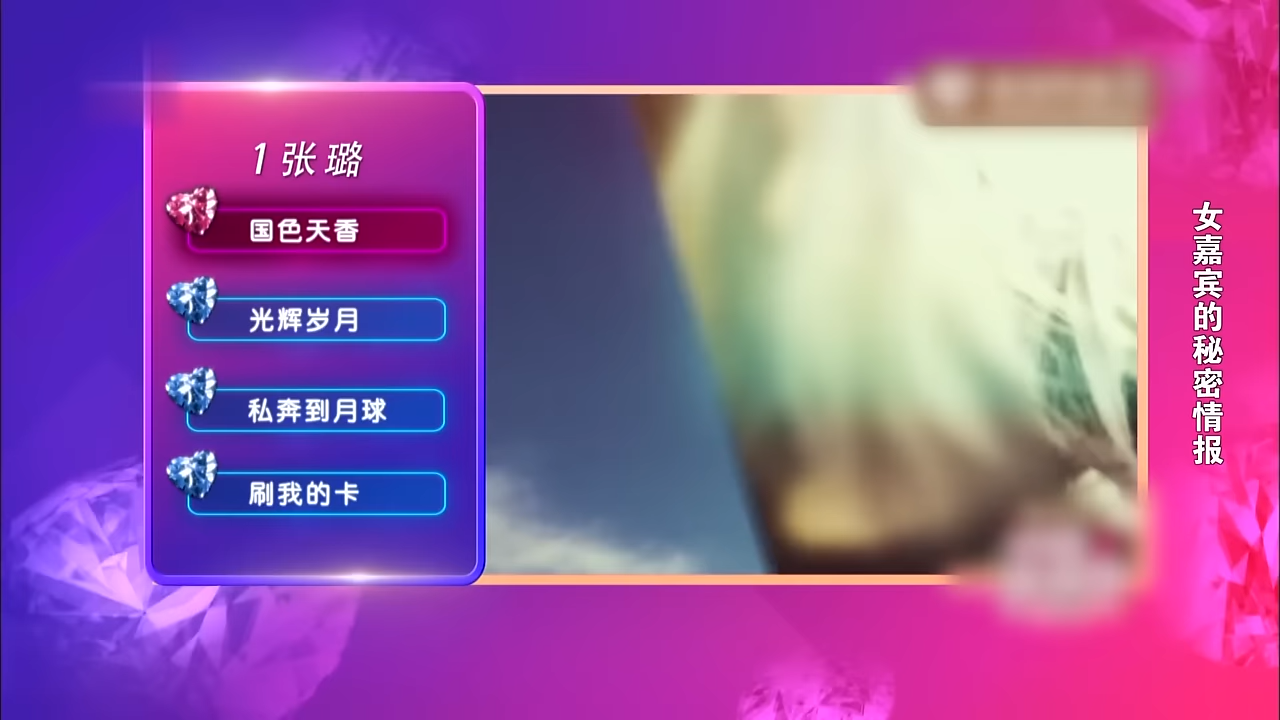 1 张璐
国色天香
光辉岁月
私奔到月球
刷我的卡
女嘉宾的秘密情报